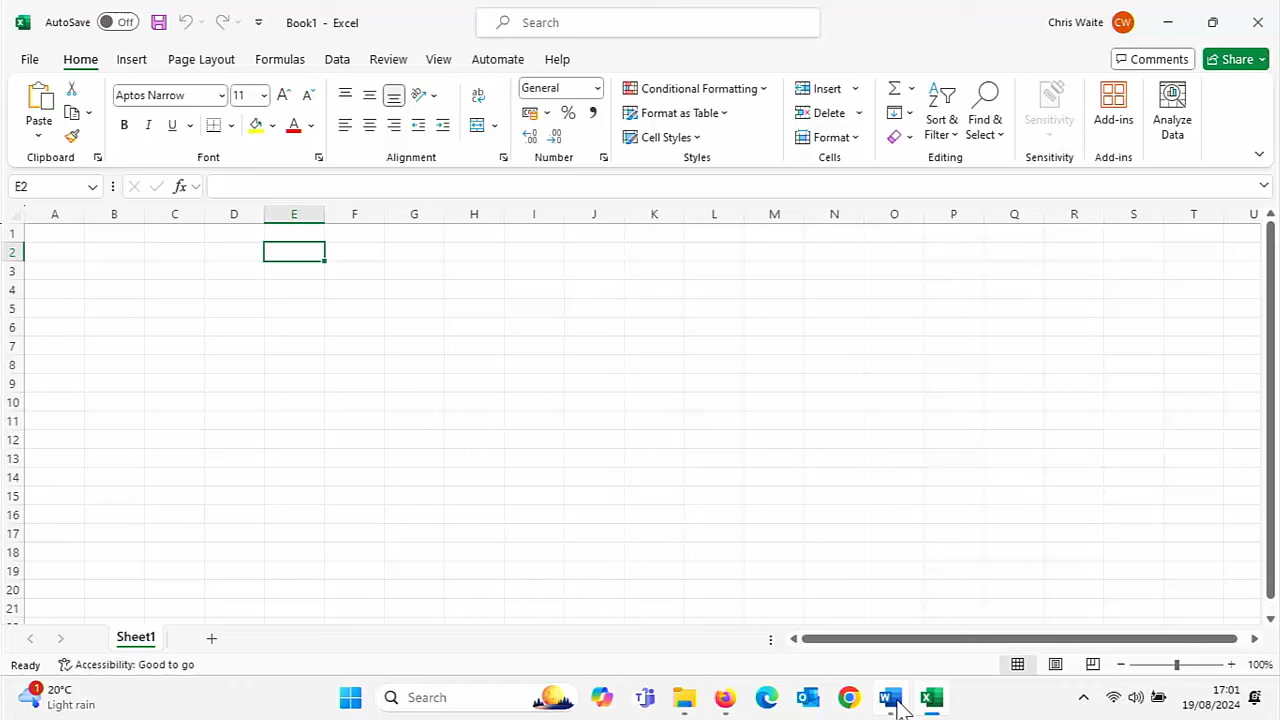 AutoSave Off Book1 - Excel Search Chris Waite CW
File Home Insert Page Layout Formulas Data Review View Automate Help Comments Share
Paste
Clipboard
Aptos Narrow 11
B I U A
Font
Alignment
General
Number
Conditional Formatting
Format as Table
Cell Styles
Styles
Insert
Delete
Format
Cells
Sort &
Filter
Find &
Select
Editing
Sensitivity
Sensitivity
Add-ins
Add-ins
Analyze
Data
E2 fx
A B C D E F G H I J K L M N O P Q R S T U
1
2
3
4
5
6
7
8
9
10
11
12
13
14
15
16
17
18
19
20
21
Sheet1
Ready Accessibility: Good to go 100%
1
20°C
Light rain
Search
17:01
19/08/2024